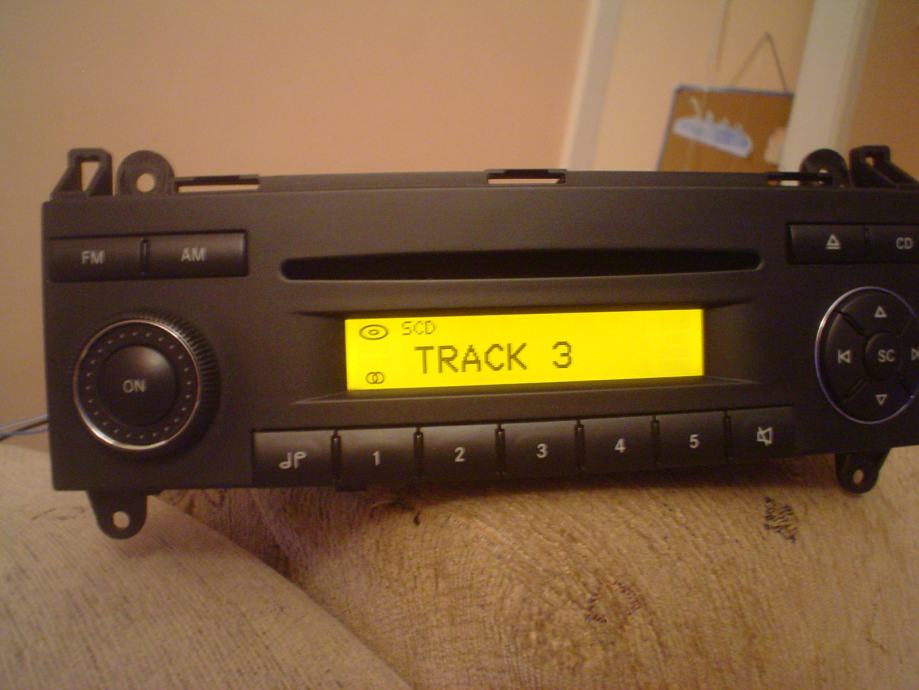 FM AM CD
SCD
TRACK 3
ON
SC
1 2 3 4 5